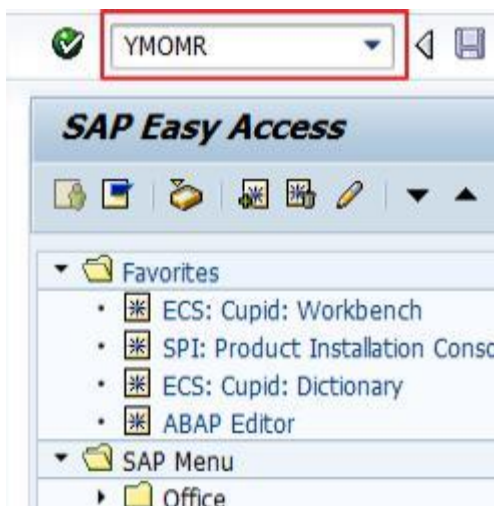 YMOMR
SAP Easy Access
Favorites
ECS: Cupid: Workbench
SPI: Product Installation Conso
ECS: Cupid: Dictionary
ABAP Editor
SAP Menu
Office